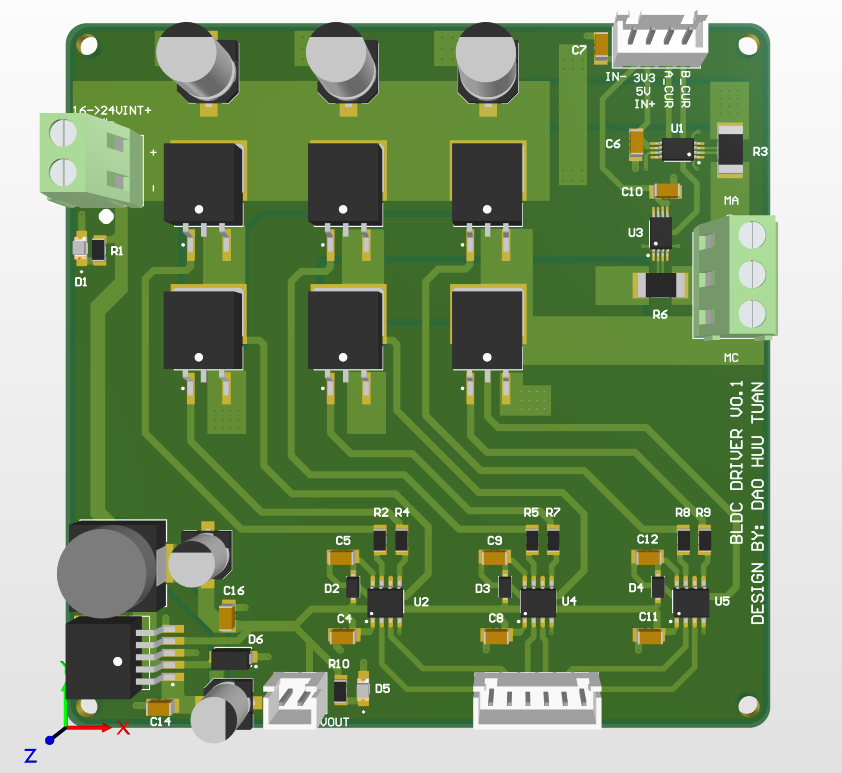 C7
IN-
3V3
5V
IN+
A_CUR
B_CUR
16->24VINT+
+
-
U1
C6
R3
C10
MA
U3
R1
D1
R6
MC
BLDC DRIVER V0.1
DESIGN BY: DAO HUU TUAN
R2
R4
R5
R7
R8
R9
C5
C9
C12
D2
D3
D4
C16
U2
U4
U5
C4
C8
C11
D6
R10
D5
C14
VOUT
Y
X
Z